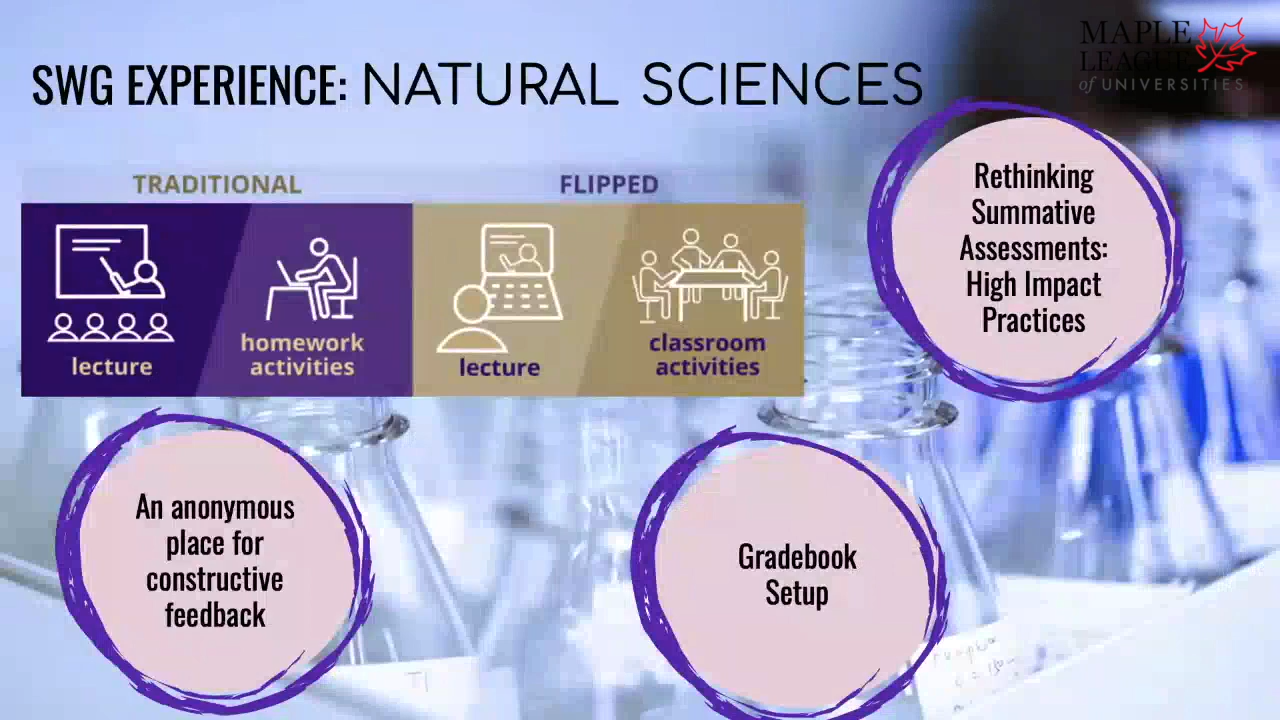 MAPLE
LEAGUE
of UNIVERSITIES
SWG EXPERIENCE: NATURAL SCIENCES
TRADITIONAL
FLIPPED
lecture
homework
activities
lecture
classroom
activities
Rethinking
Summative
Assessments:
High Impact
Practices
An anonymous
place for
constructive
feedback
Gradebook
Setup